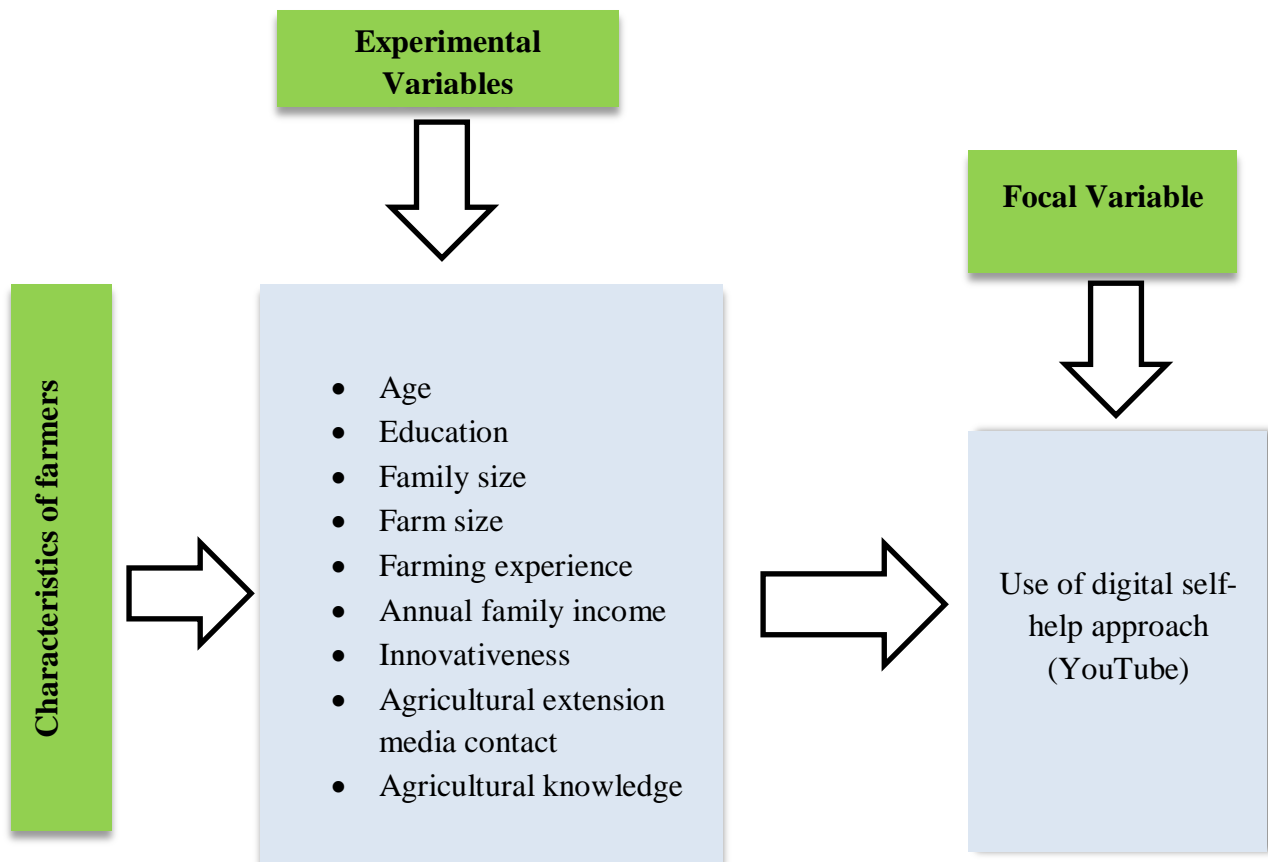 Experimental
Variables
Focal Variable
Characteristics of farmers
• Age
• Education
• Family size
• Farm size
• Farming experience
• Annual family income
• Innovativeness
• Agricultural extension
media contact
• Agricultural knowledge
Use of digital self-
help approach
(YouTube)